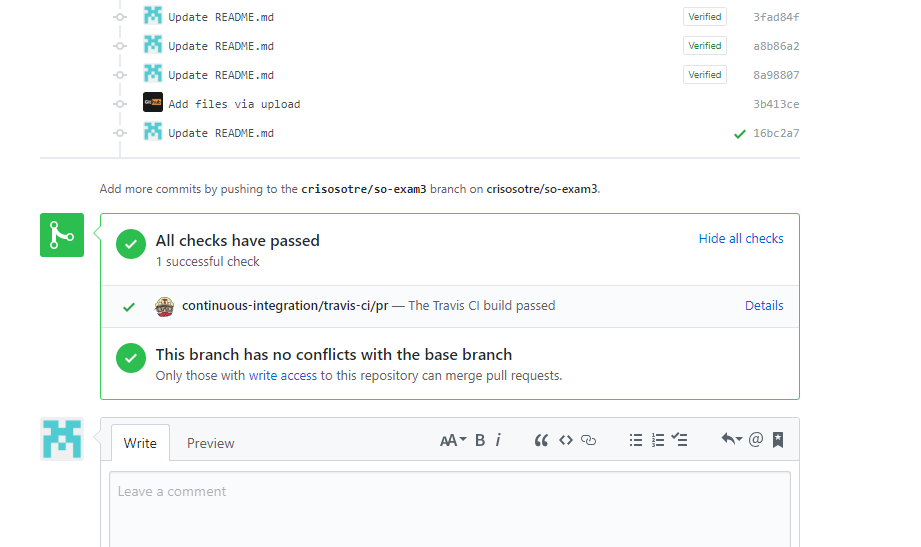 Update README.md Verified 3fad84f
Update README.md Verified a8b86a2
Update README.md Verified 8a98807
GitHub Add files via upload 3b413ce
Update README.md 16bc2a7
Add more commits by pushing to the crisosotre/so-exam3 branch on crisosotre/so-exam3.
All checks have passed Hide all checks
1 successful check
continuous-integration/travis-ci/pr — The Travis CI build passed Details
This branch has no conflicts with the base branch
Only those with write access to this repository can merge pull requests.
Write Preview AA B i “ <> @
Leave a comment